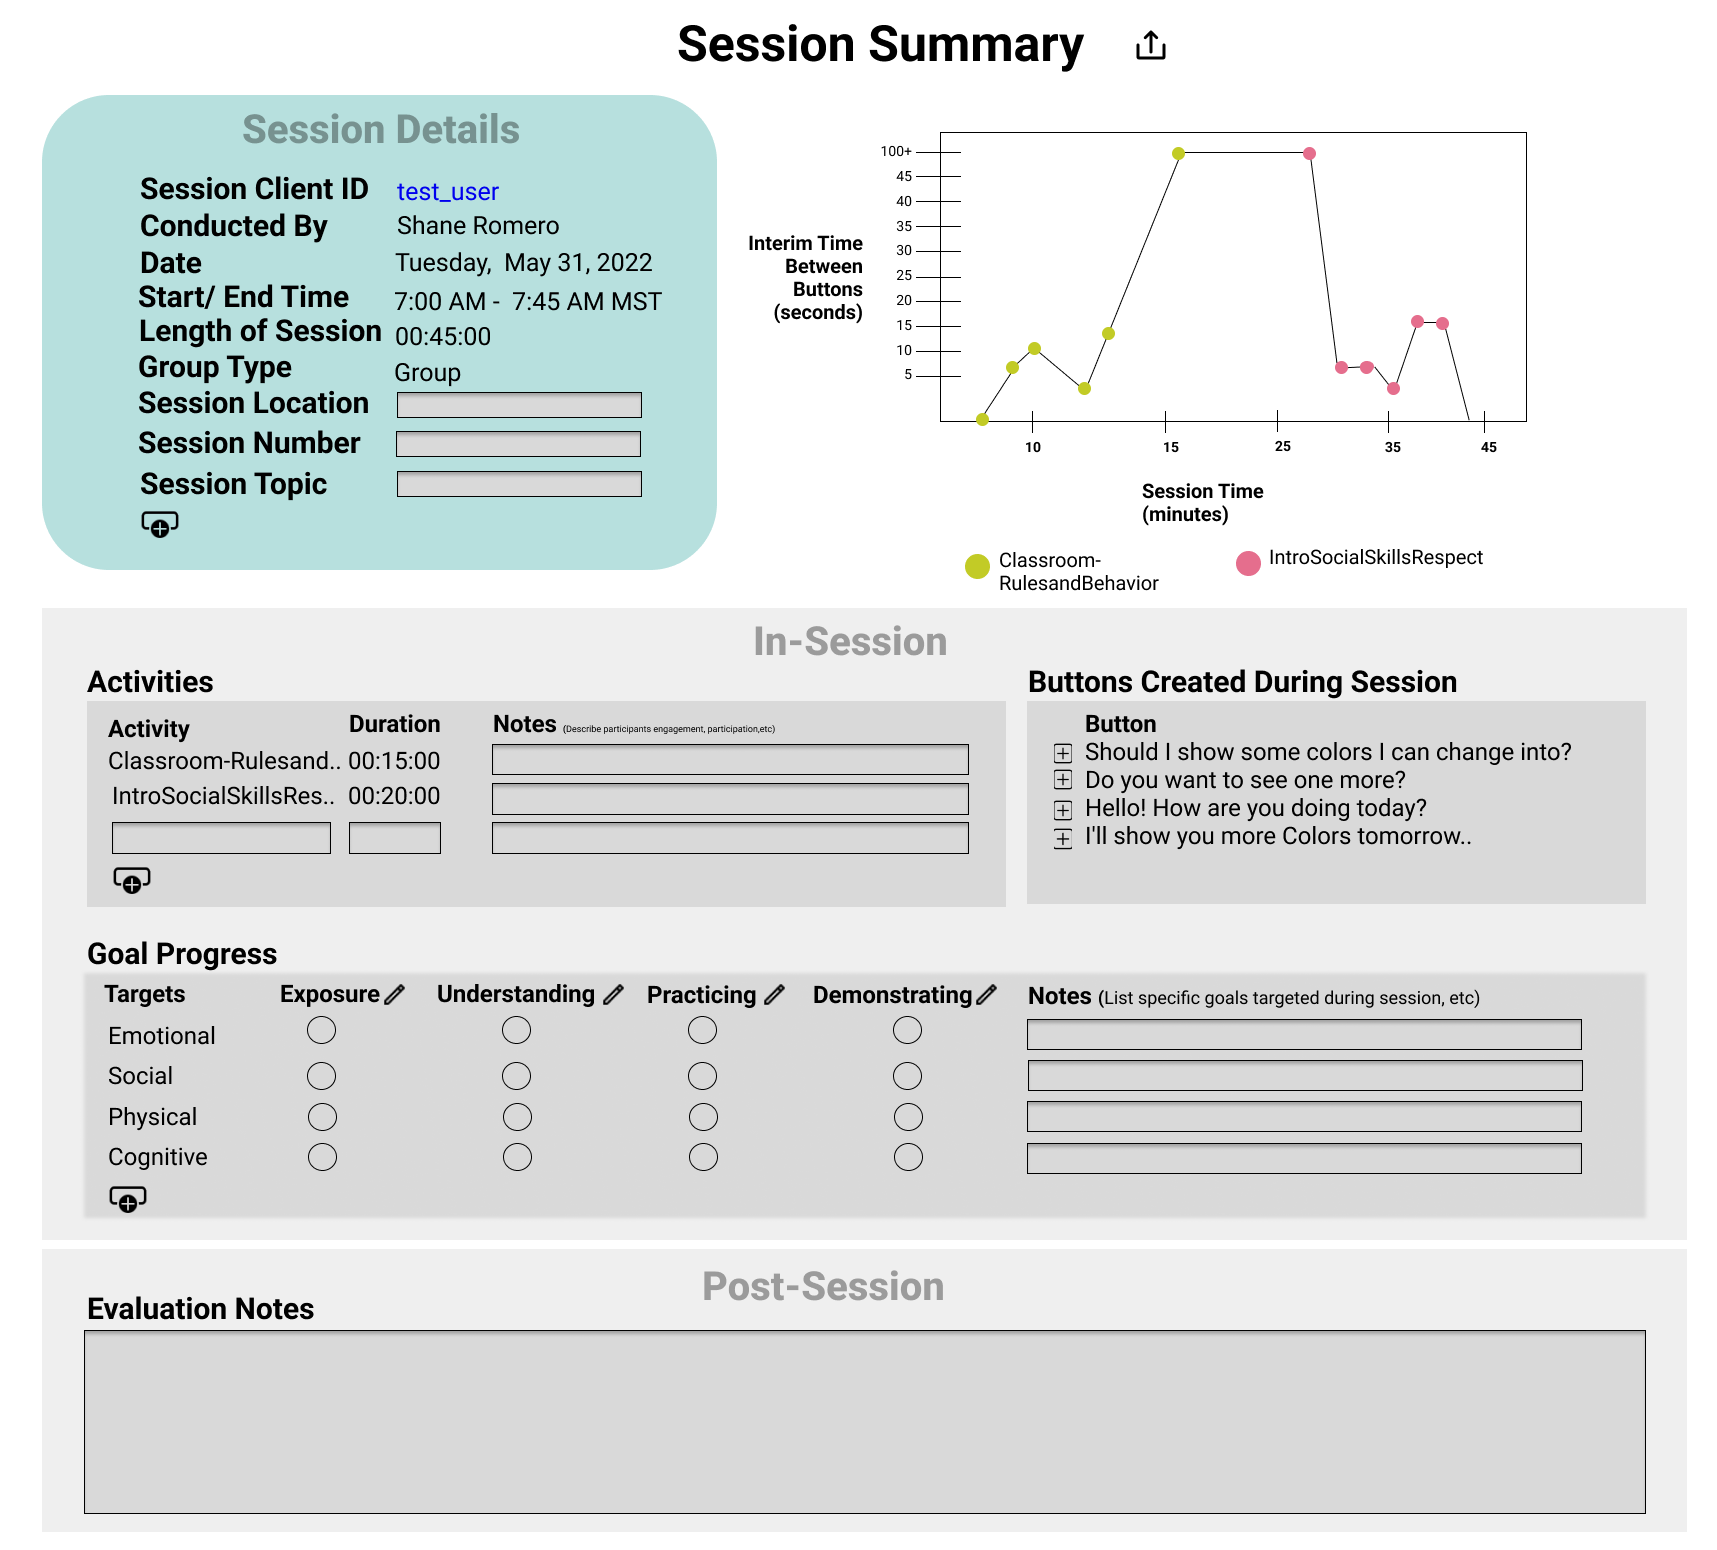 Session Summary
Session Details
Session Client ID test_user
Conducted By Shane Romero
Date Tuesday, May 31, 2022
Start/ End Time 7:00 AM - 7:45 AM MST
Length of Session 00:45:00
Group Type Group
Session Location
Session Number
Session Topic
Interim Time
Between
Buttons
(seconds)
100+
45
40
35
30
25
20
15
10
5
10 15 25 35 45
Session Time
(minutes)
Classroom-
RulesandBehavior
IntroSocialSkillsRespect
In-Session
Activities
Activity Duration Notes (Describe participants engagement, participation,etc)
Classroom-Rulesand.. 00:15:00
IntroSocialSkillsRes.. 00:20:00
Buttons Created During Session
Button
Should I show some colors I can change into?
Do you want to see one more?
Hello! How are you doing today?
I'll show you more Colors tomorrow..
Goal Progress
Targets Exposure Understanding Practicing Demonstrating Notes (List specific goals targeted during session, etc)
Emotional
Social
Physical
Cognitive
Post-Session
Evaluation Notes